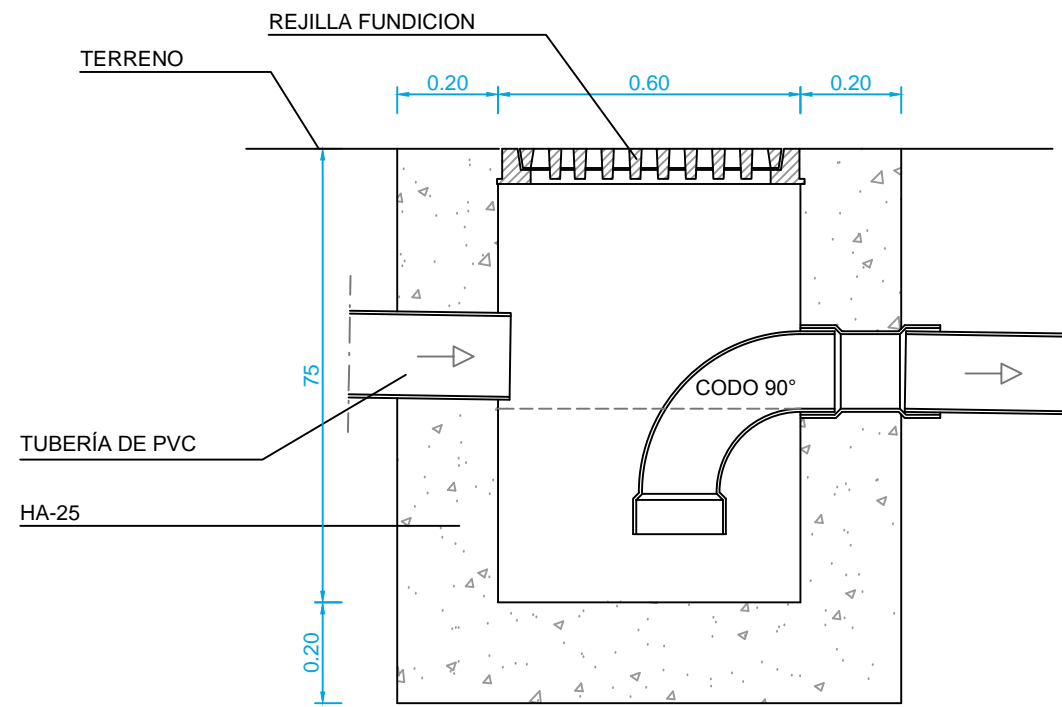 REJILLA FUNDICION
TERRENO
0.20
0.60
0.20
75
CODO 90°
TUBERÍA DE PVC
HA-25
0.20